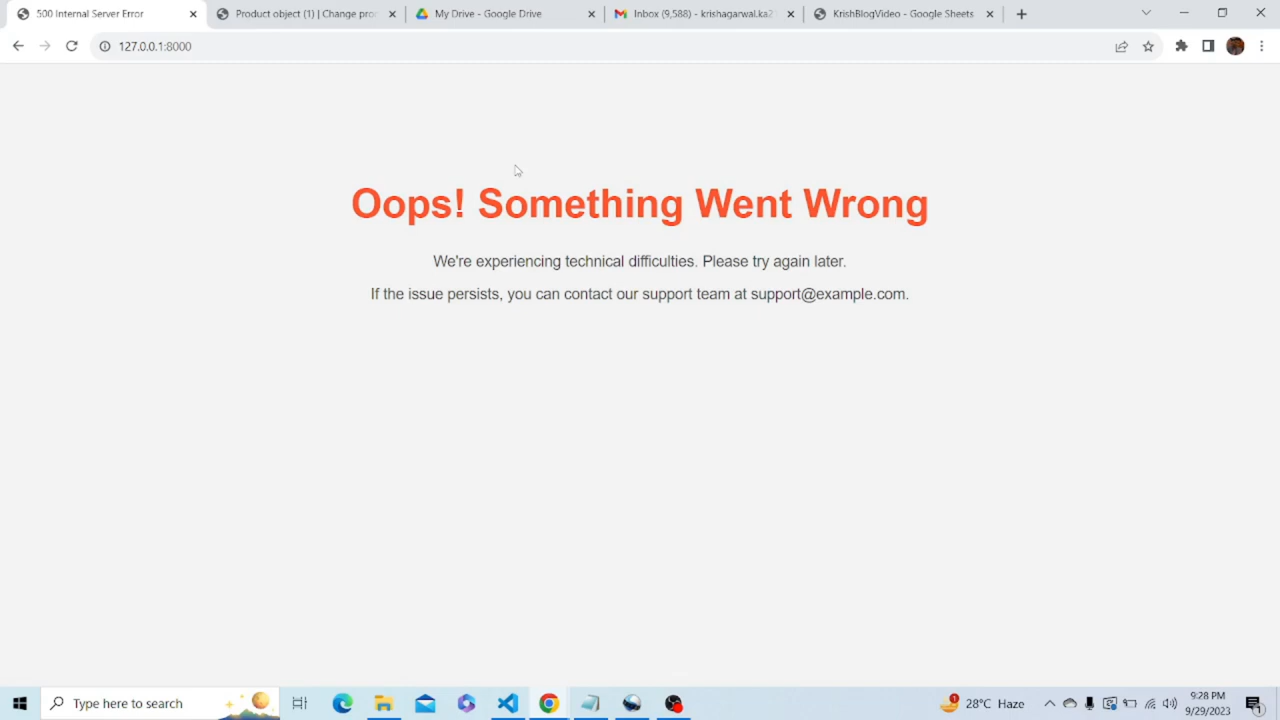 500 Internal Server Error
Product object (1) | Change pro
My Drive - Google Drive
Inbox (9,588) - krishagarwal.ka2
KrishBlogVideo - Google Sheets
127.0.0.1:8000
Oops! Something Went Wrong
We're experiencing technical difficulties. Please try again later.
If the issue persists, you can contact our support team at support@example.com.
Type here to search
1
28°C Haze
9:28 PM
9/29/2023
1